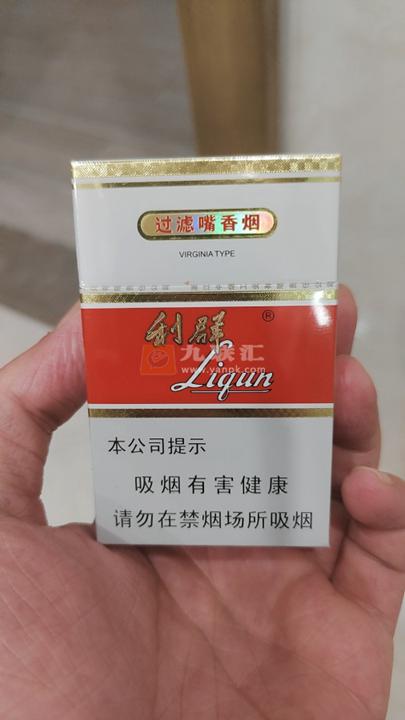 过滤嘴香烟
VIRGINIA TYPE
利群 ®
九联汇
www.yanpk.com
Liqun
本公司提示
吸烟有害健康
请勿在禁烟场所吸烟